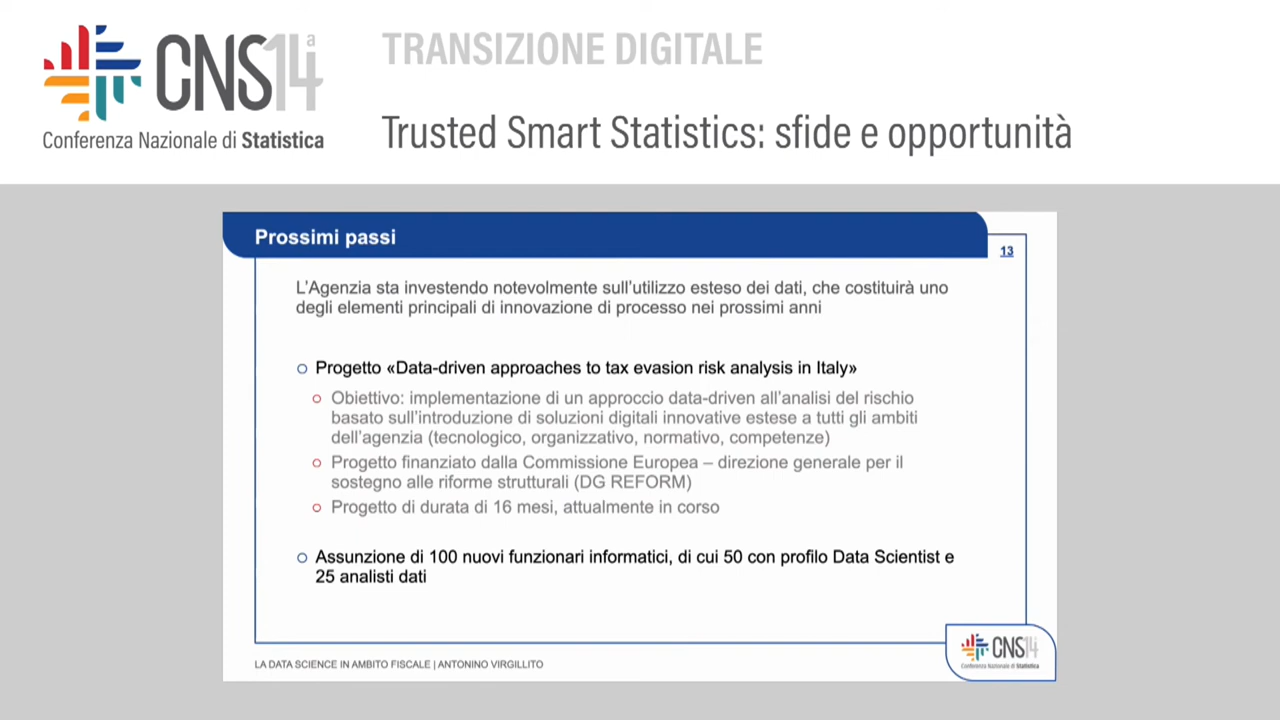 CNS14ª
Conferenza Nazionale di Statistica
TRANSIZIONE DIGITALE
Trusted Smart Statistics: sfide e opportunità
Prossimi passi
13
L'Agenzia sta investendo notevolmente sull'utilizzo esteso dei dati, che costituirà uno
degli elementi principali di innovazione di processo nei prossimi anni
Progetto «Data-driven approaches to tax evasion risk analysis in Italy»
Obiettivo: implementazione di un approccio data-driven all'analisi del rischio
basato sull'introduzione di soluzioni digitali innovative estese a tutti gli ambiti
dell'agenzia (tecnologico, organizzativo, normativo, competenze)
Progetto finanziato dalla Commissione Europea – direzione generale per il
sostegno alle riforme strutturali (DG REFORM)
Progetto di durata di 16 mesi, attualmente in corso
Assunzione di 100 nuovi funzionari informatici, di cui 50 con profilo Data Scientist e
25 analisti dati
LA DATA SCIENCE IN AMBITO FISCALE | ANTONINO VIRGILLITO
CNS14ª
Conferenza Nazionale di Statistica